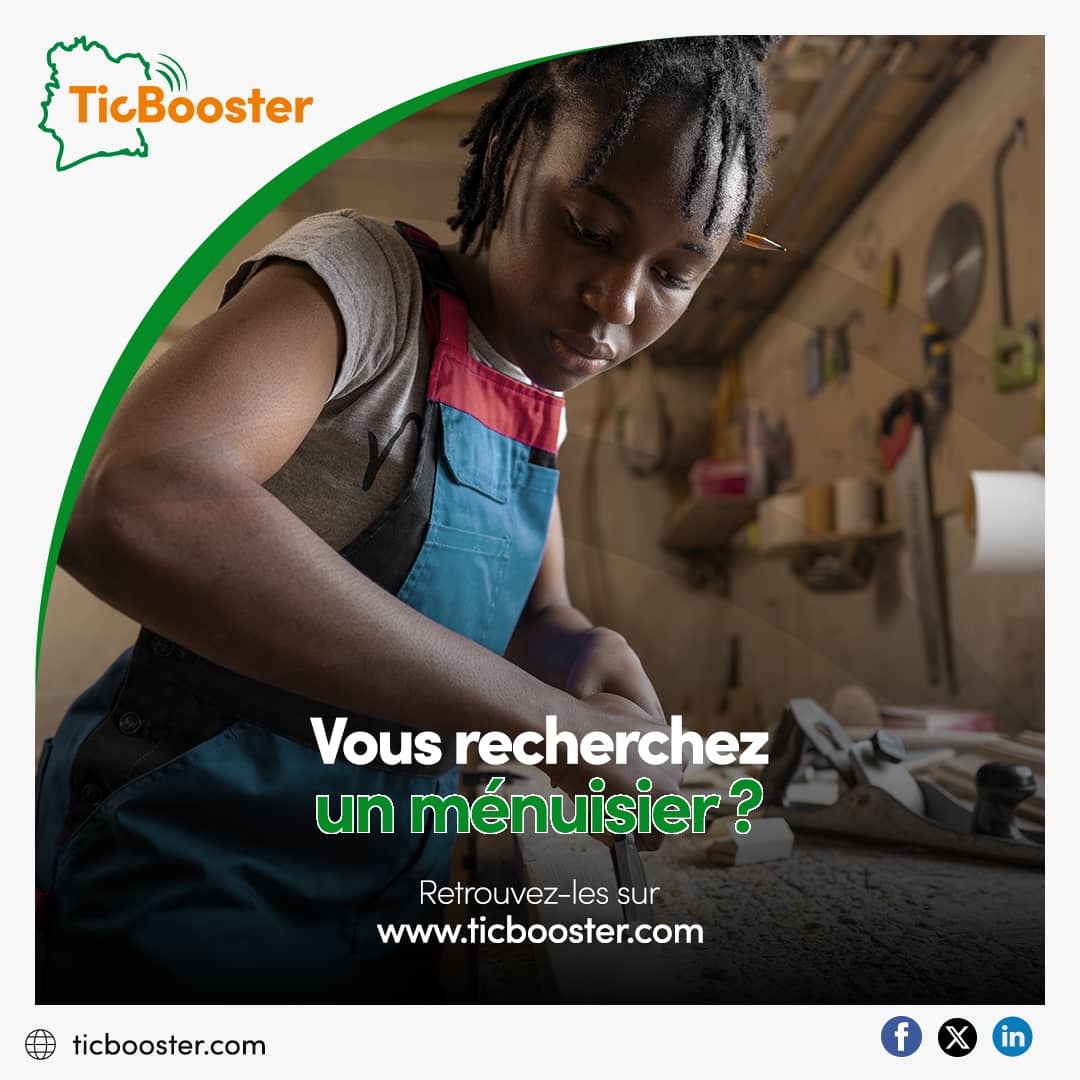 TicBooster
Vous recherchez
un ménuisier ?
Retrouvez-les sur
www.ticbooster.com
ticbooster.com